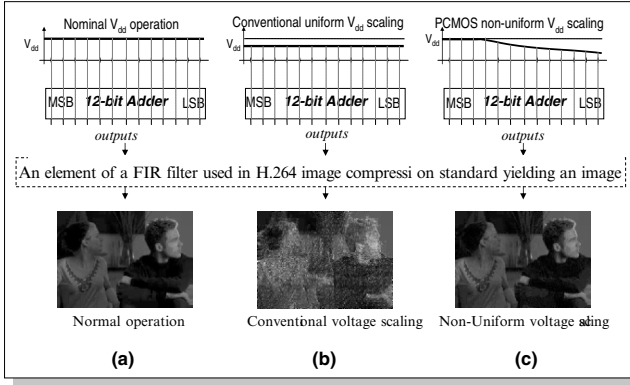 Nominal Vdd operation
Conventional uniform Vdd scaling
PCMOS non-uniform Vdd scaling
Vdd
Vdd
Vdd
MSB 12-bit Adder LSB
MSB 12-bit Adder LSB
MSB 12-bit Adder LSB
outputs
outputs
outputs
An element of a FIR filter used in H.264 image compressi on standard yielding an image
Normal operation
Conventional voltage scaling
Non-Uniform voltage
(a)
(b)
(c)